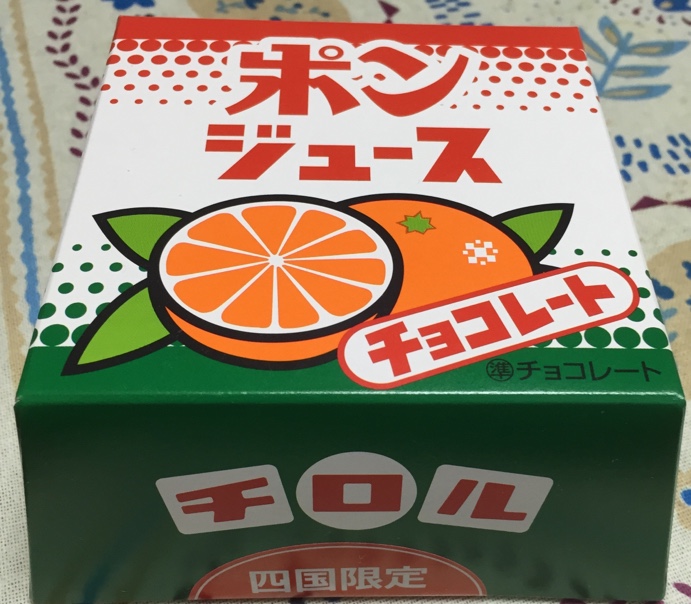 ポン
ジュース
チョコレート
㊜チョコレート
チロル
四国限定